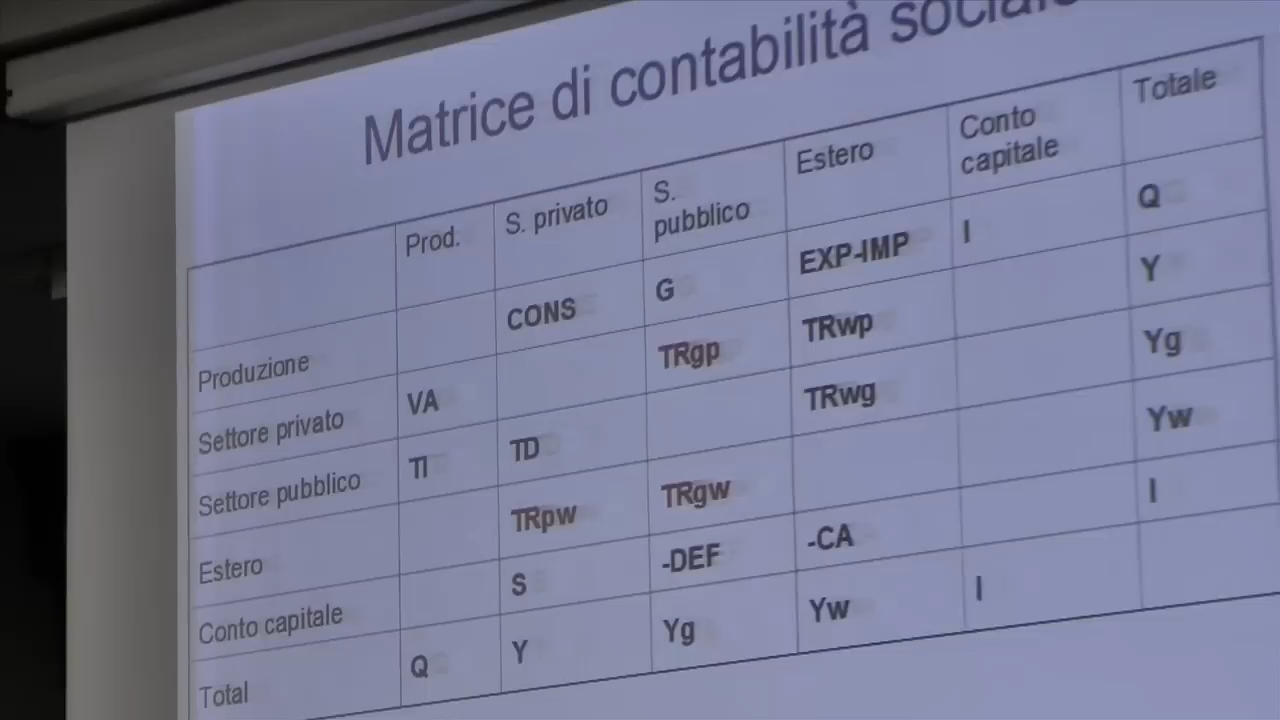 Matrice di contabilità sociale
Prod. S. privato S. pubblico Estero Conto capitale Totale
Produzione CONS G EXP-IMP I Q
Settore privato VA TRgp TRwp Y
Settore pubblico TI TD TRwg Yg
Estero TRpw TRgw Yw
Conto capitale S -DEF -CA I
Total Q Y Yg Yw I